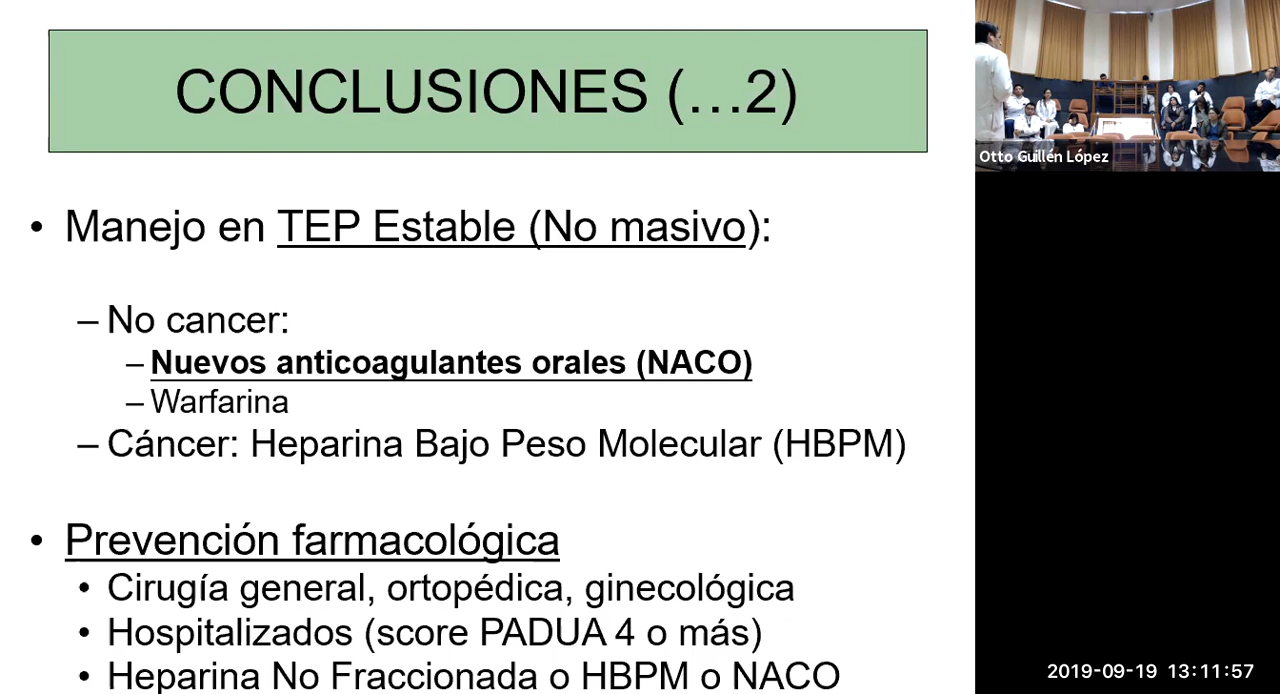 CONCLUSIONES (…2)
• Manejo en TEP Estable (No masivo):
– No cancer:
– Nuevos anticoagulantes orales (NACO)
– Warfarina
– Cáncer: Heparina Bajo Peso Molecular (HBPM)
• Prevención farmacológica
• Cirugía general, ortopédica, ginecológica
• Hospitalizados (score PADUA 4 o más)
• Heparina No Fraccionada o HBPM o NACO
Otto Guillén López
2019-09-19 13:11:57